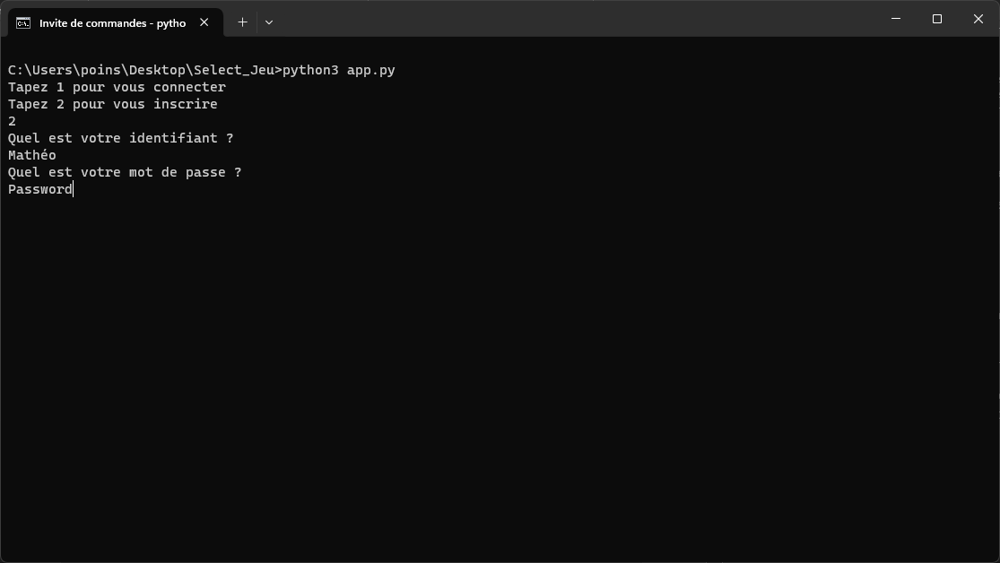 Invite de commandes - pytho
C:\Users\poins\Desktop\Select_Jeu>python3 app.py
Tapez 1 pour vous connecter
Tapez 2 pour vous inscrire
2
Quel est votre identifiant ?
Mathéo
Quel est votre mot de passe ?
Password